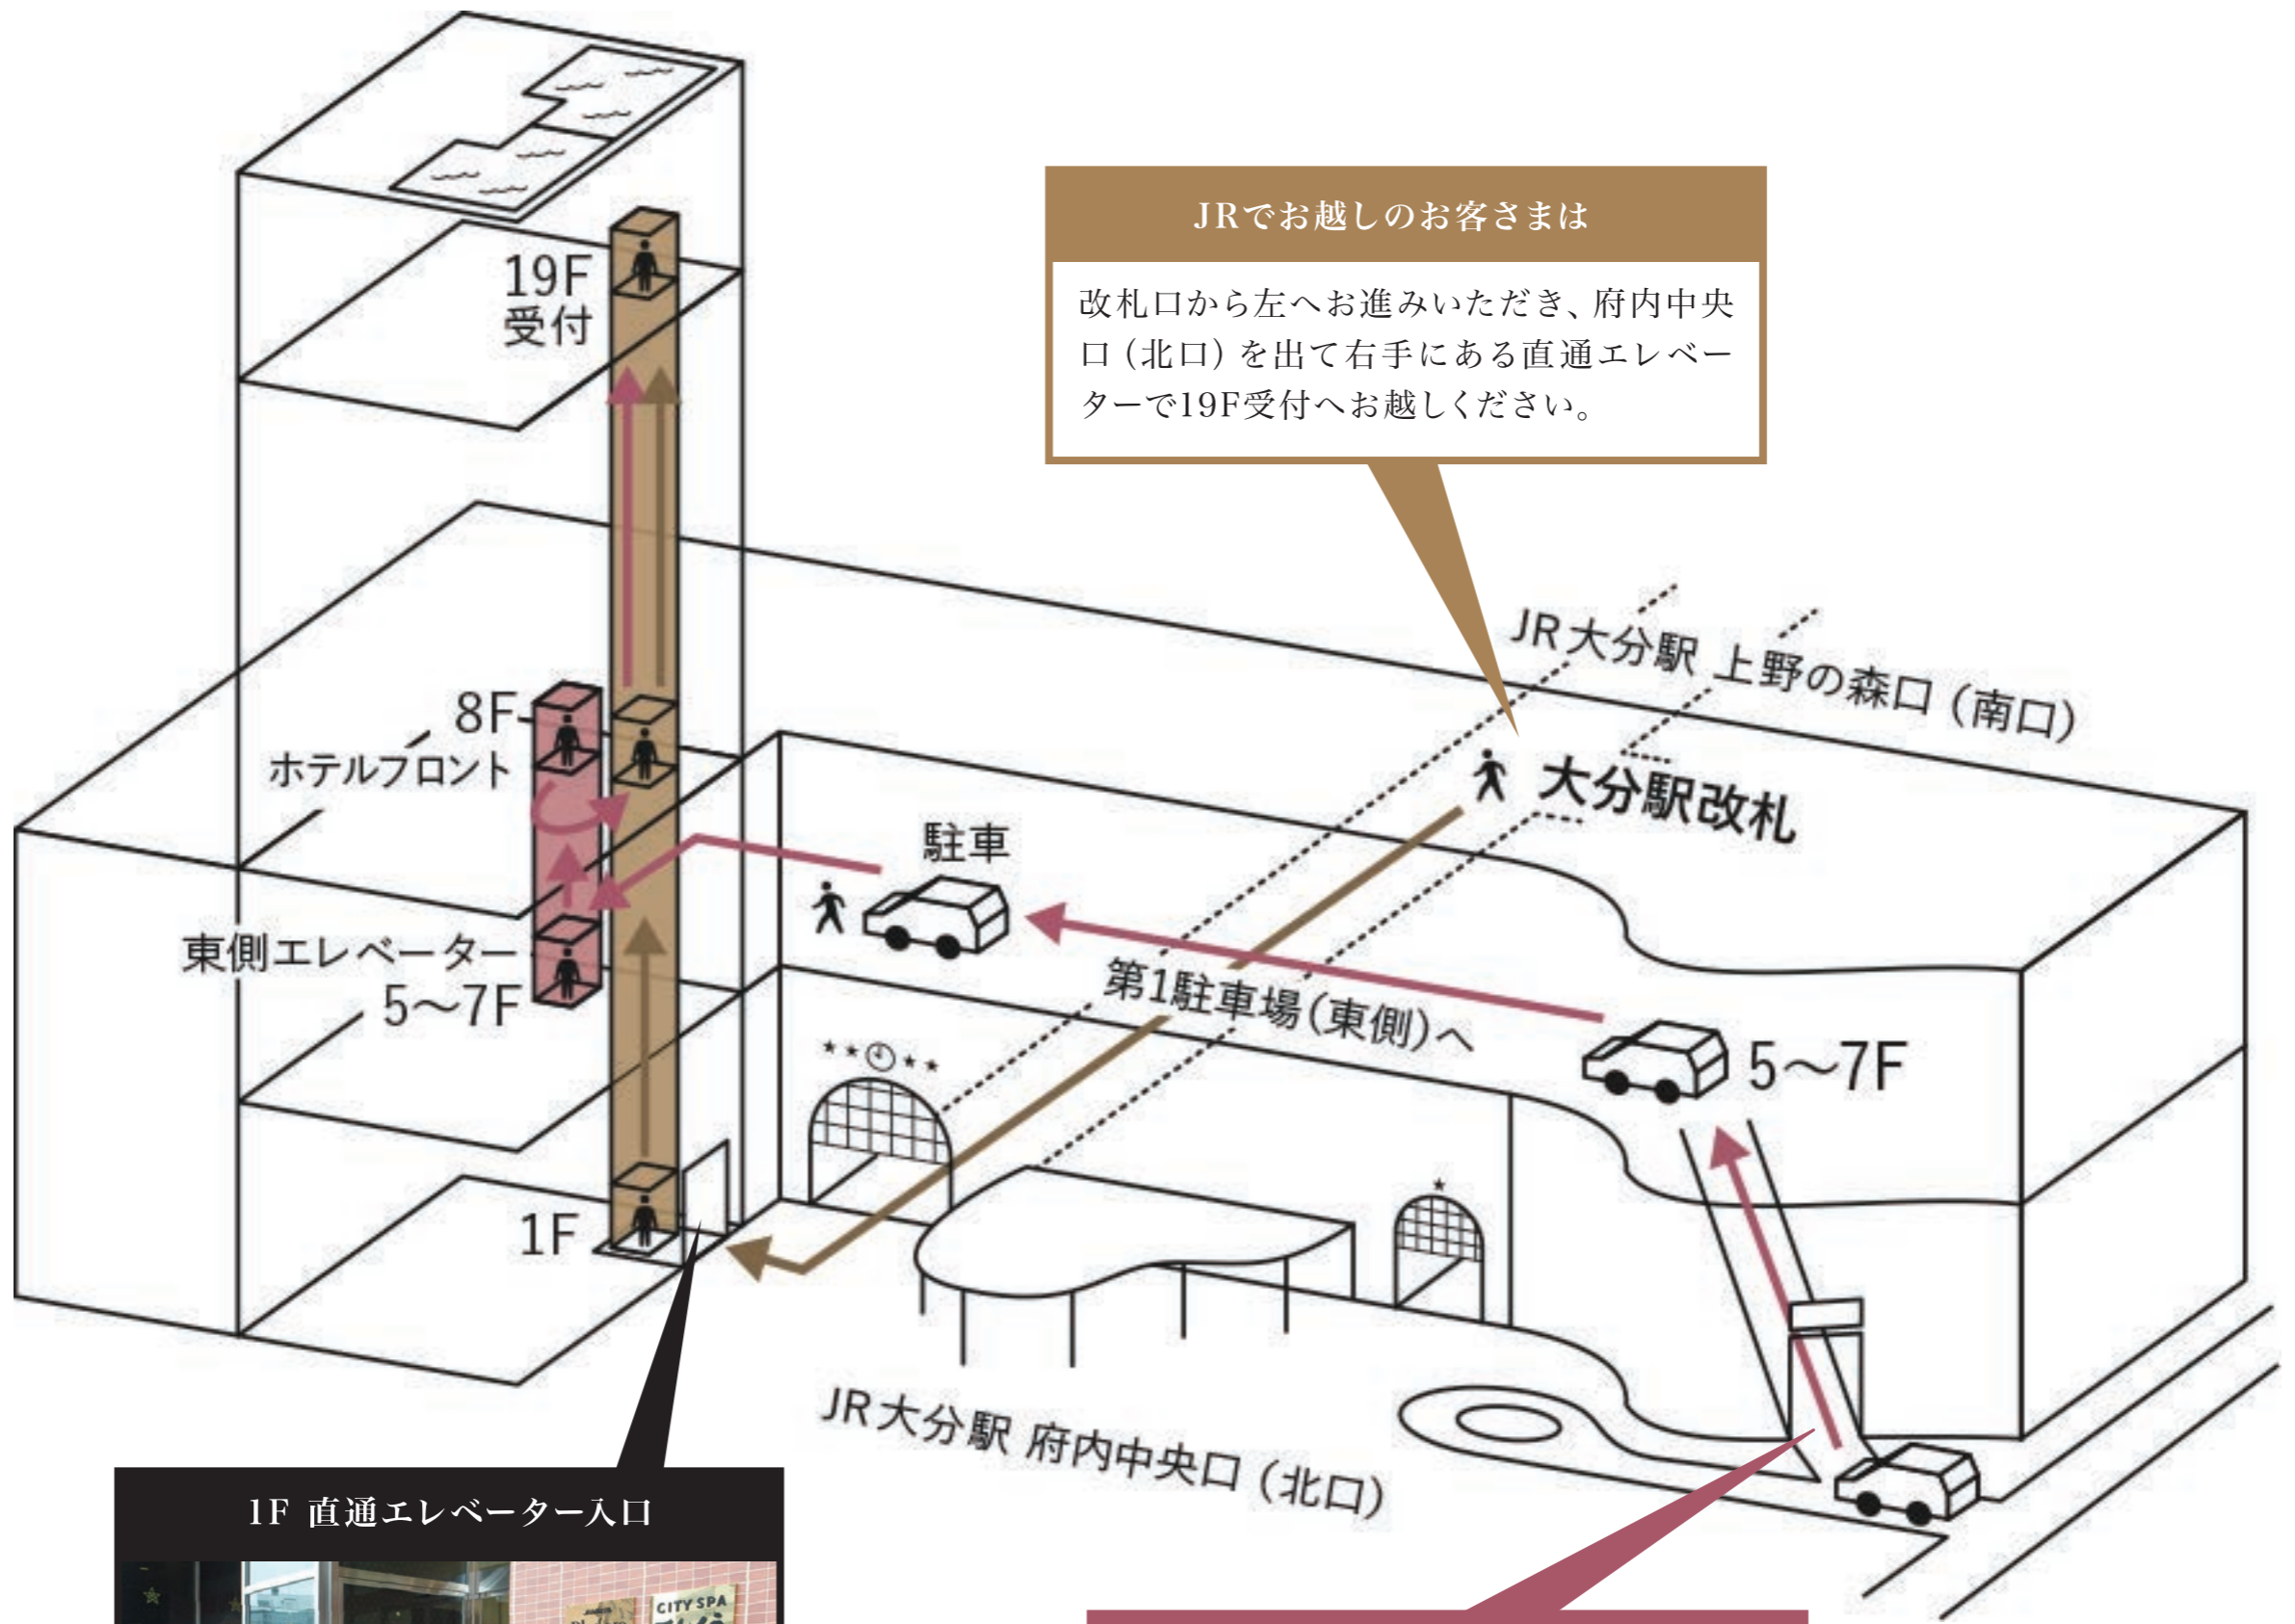 19F
受付
JRでお越しのお客さまは
改札口から左へお進みいただき、府内中央
口（北口）を出て右手にある直通エレベー
ターで19F受付へお越しください。
JR大分駅 上野の森口（南口）
8F
ホテルフロント
大分駅改札
駐車
東側エレベーター
5～7F
第1駐車場（東側）へ
5～7F
1F
JR大分駅 府内中央口（北口）
1F 直通エレベーター入口
CITY SPA